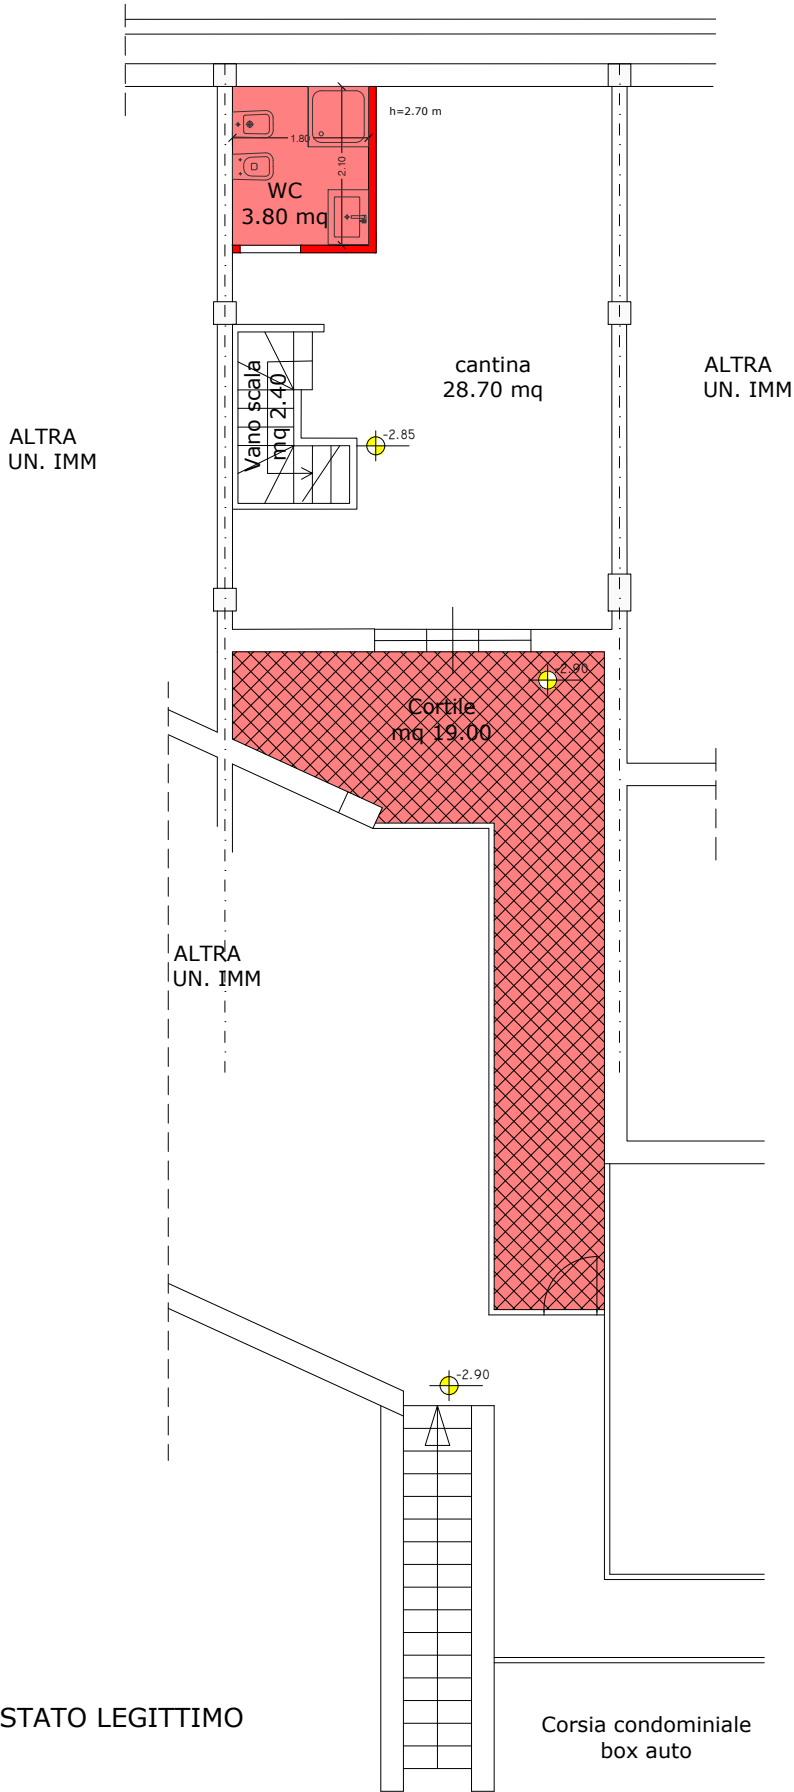 h=2.70 m
1.80
2.10
WC
3.80 mq
cantina
28.70 mq
ALTRA
UN. IMM
Vano scala
mq 2.40
-2.85
ALTRA
UN. IMM
-2.90
Cortile
mq 19.00
ALTRA
UN. IMM
-2.90
STATO LEGITTIMO
Corsia condominiale
box auto